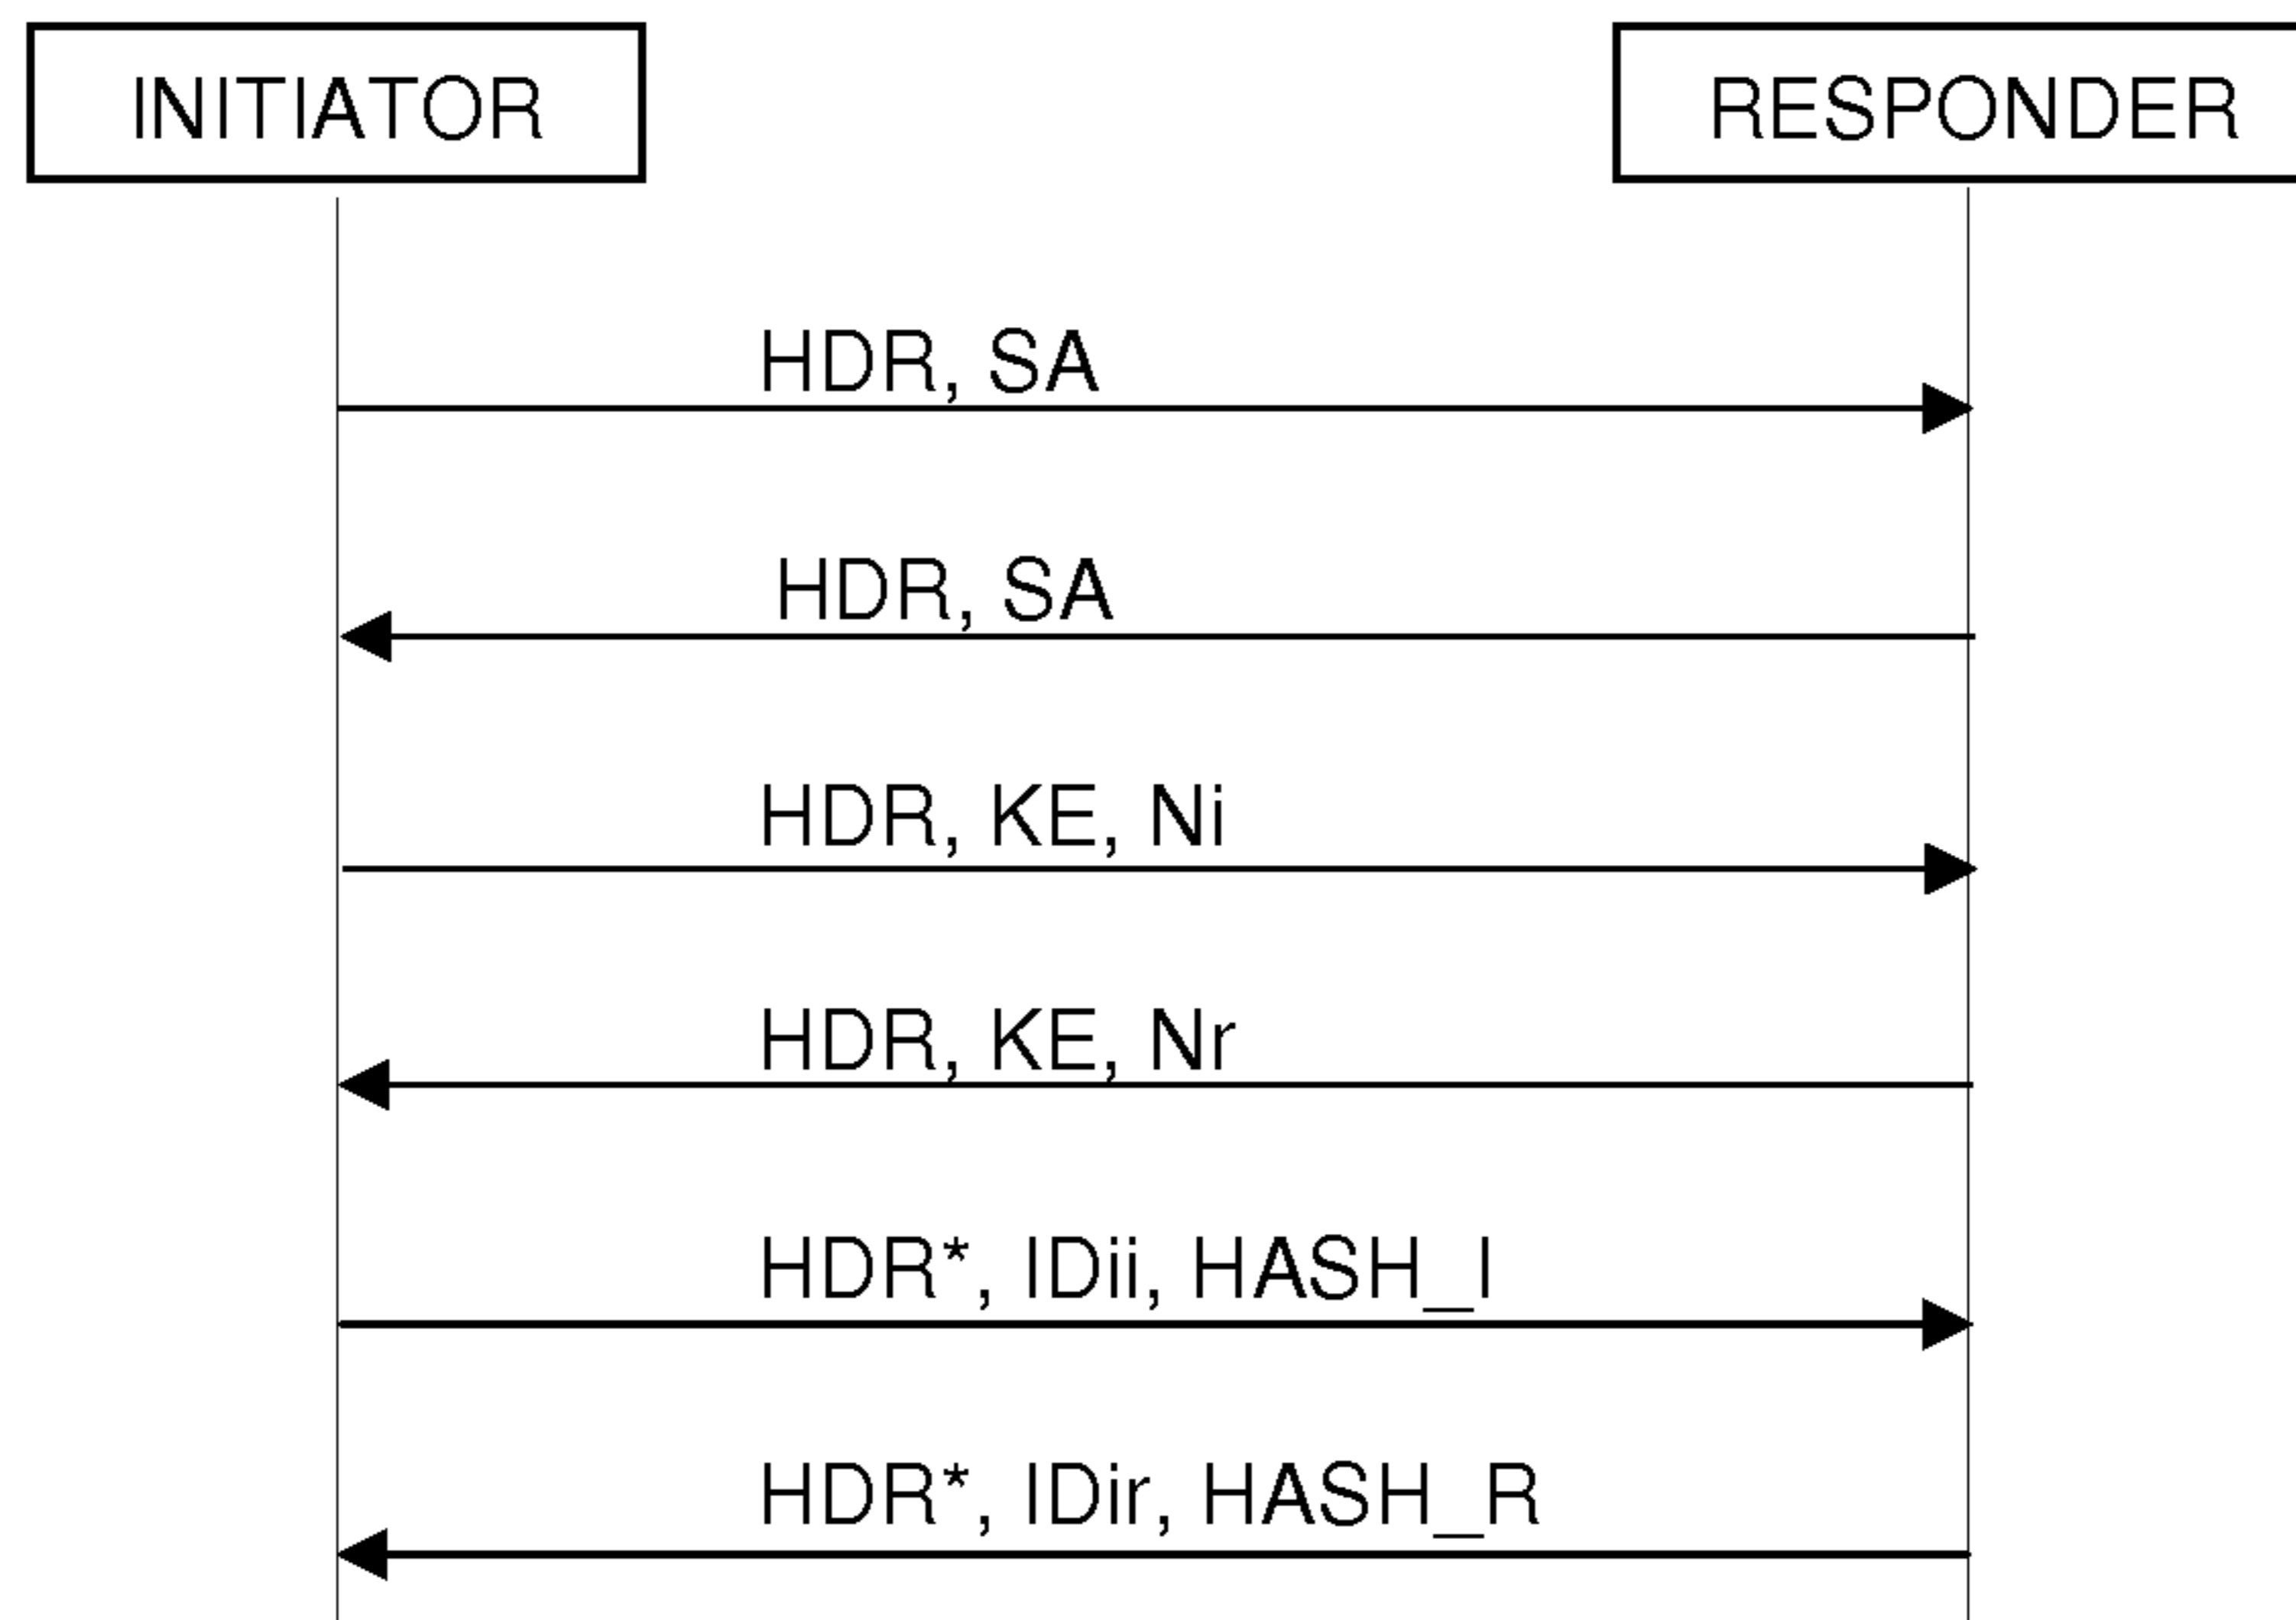 INITIATOR
RESPONDER
HDR, SA
HDR, SA
HDR, KE, Ni
HDR, KE, Nr
HDR*, IDii, HASH_I
HDR*, IDir, HASH_R